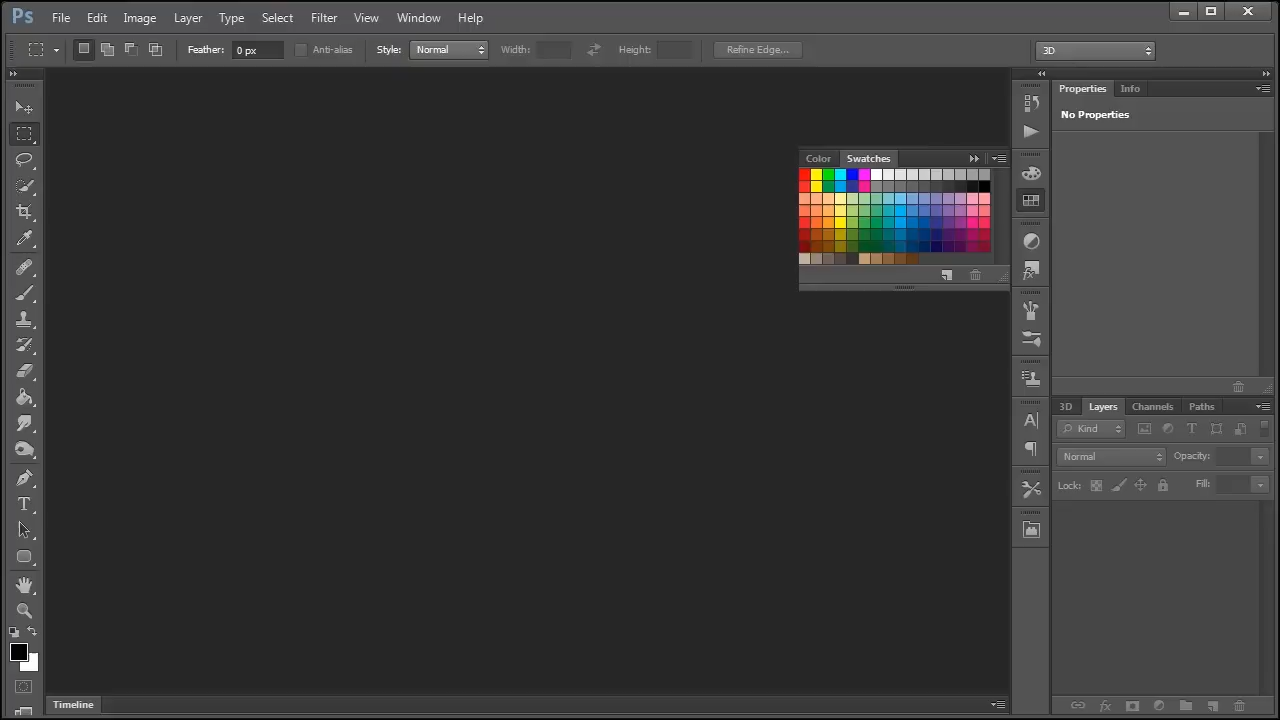 Ps File Edit Image Layer Type Select Filter View Window Help
Feather: 0 px Anti-alias Style: Normal Width: Height: Refine Edge... 3D
Properties Info
No Properties
Color Swatches
3D Layers Channels Paths
Kind
Normal Opacity:
Lock: Fill:
Timeline